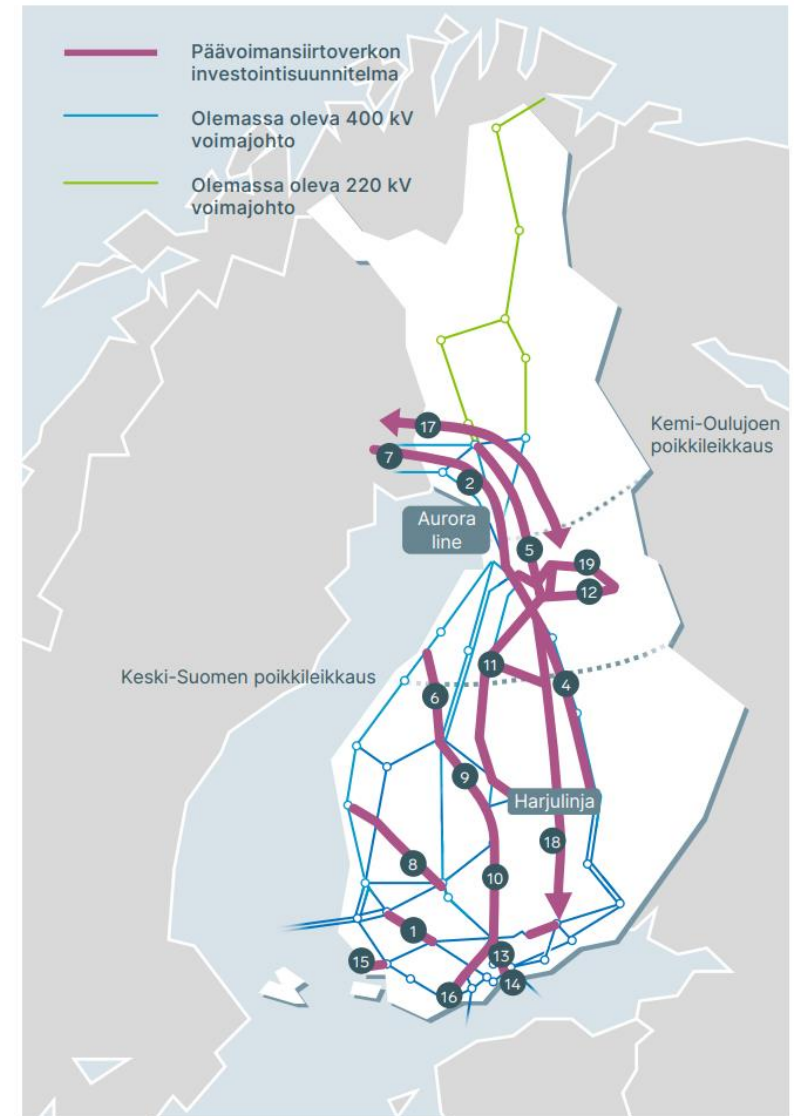 Päävoimansiirtoverkon
investointisuunnitelma
Olemassa oleva 400 kV
voimajohto
Olemassa oleva 220 kV
voimajohto
17
Kemi-Oulujoen
poikkileikkaus
7
2
Aurora
line
5
19
12
11
Keski-Suomen poikkileikkaus
6
4
9
Harjulinja
18
8
10
1
13
15
14
16